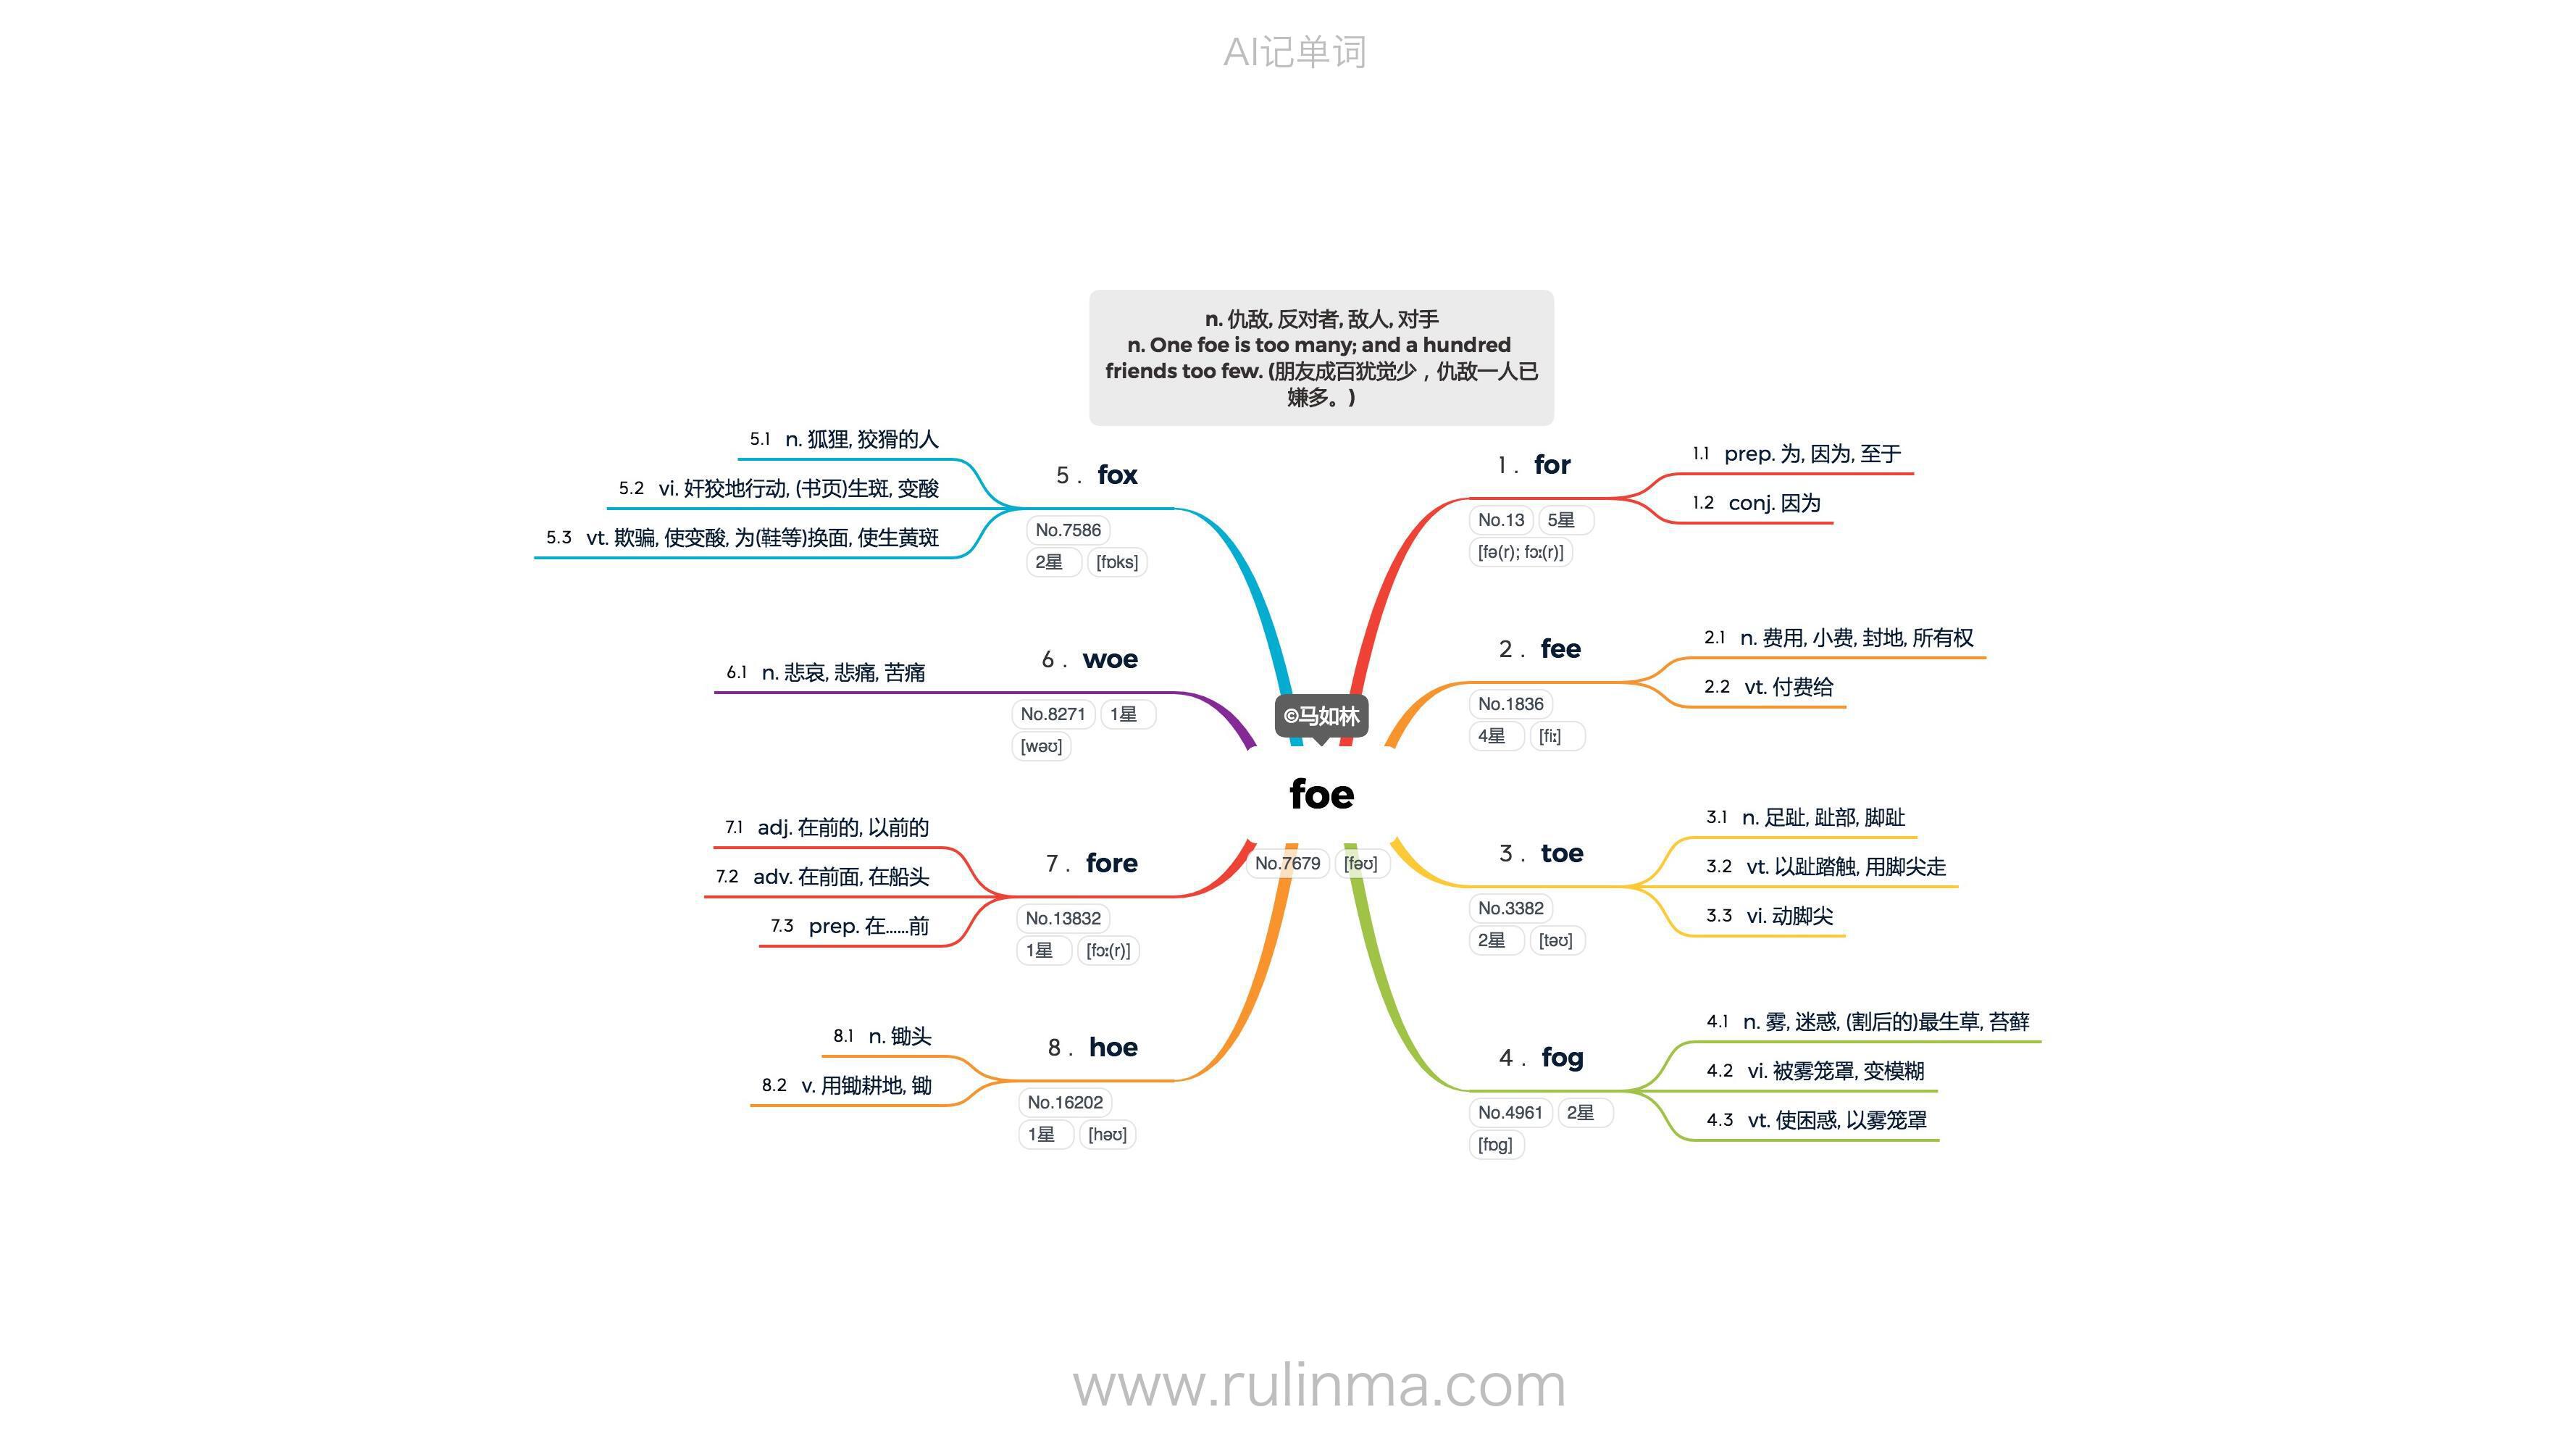 AI记单词
n. 仇敌, 反对者, 敌人, 对手
n. One foe is too many; and a hundred
friends too few. (朋友成百犹觉少，仇敌一人已
嫌多。)
©马如林
foe
No.7679 [fəʊ]
1 . for
No.13 5星
[fə(r); fɔː(r)]
1.1 prep. 为, 因为, 至于
1.2 conj. 因为
2 . fee
No.1836
4星 [fiː]
2.1 n. 费用, 小费, 封地, 所有权
2.2 vt. 付费给
3 . toe
No.3382
2星 [təʊ]
3.1 n. 足趾, 趾部, 脚趾
3.2 vt. 以趾踏触, 用脚尖走
3.3 vi. 动脚尖
4 . fog
No.4961 2星
[fɒg]
4.1 n. 雾, 迷惑, (割后的)最生草, 苔藓
4.2 vi. 被雾笼罩, 变模糊
4.3 vt. 使困惑, 以雾笼罩
5 . fox
No.7586
2星 [fɒks]
5.1 n. 狐狸, 狡猾的人
5.2 vi. 奸狡地行动, (书页)生斑, 变酸
5.3 vt. 欺骗, 使变酸, 为(鞋等)换面, 使生黄斑
6 . woe
No.8271 1星
[wəʊ]
6.1 n. 悲哀, 悲痛, 苦痛
7 . fore
No.13832
1星 [fɔː(r)]
7.1 adj. 在前的, 以前的
7.2 adv. 在前面, 在船头
7.3 prep. 在……前
8 . hoe
No.16202
1星 [həʊ]
8.1 n. 锄头
8.2 v. 用锄耕地, 锄
www.rulinma.com